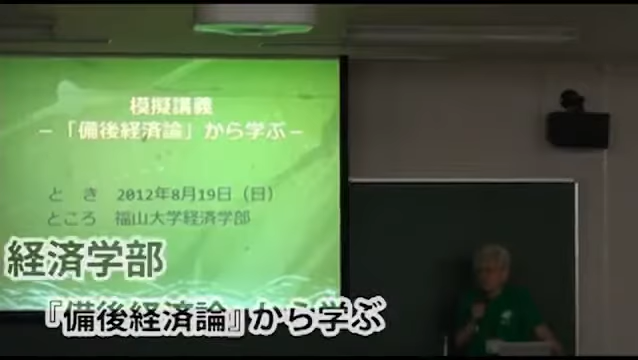 模擬講義
－「備後経済論」から学ぶ－
と　き　2012年8月19日（日）
ところ　福山大学経済学部
経済学部
『備後経済論』から学ぶ